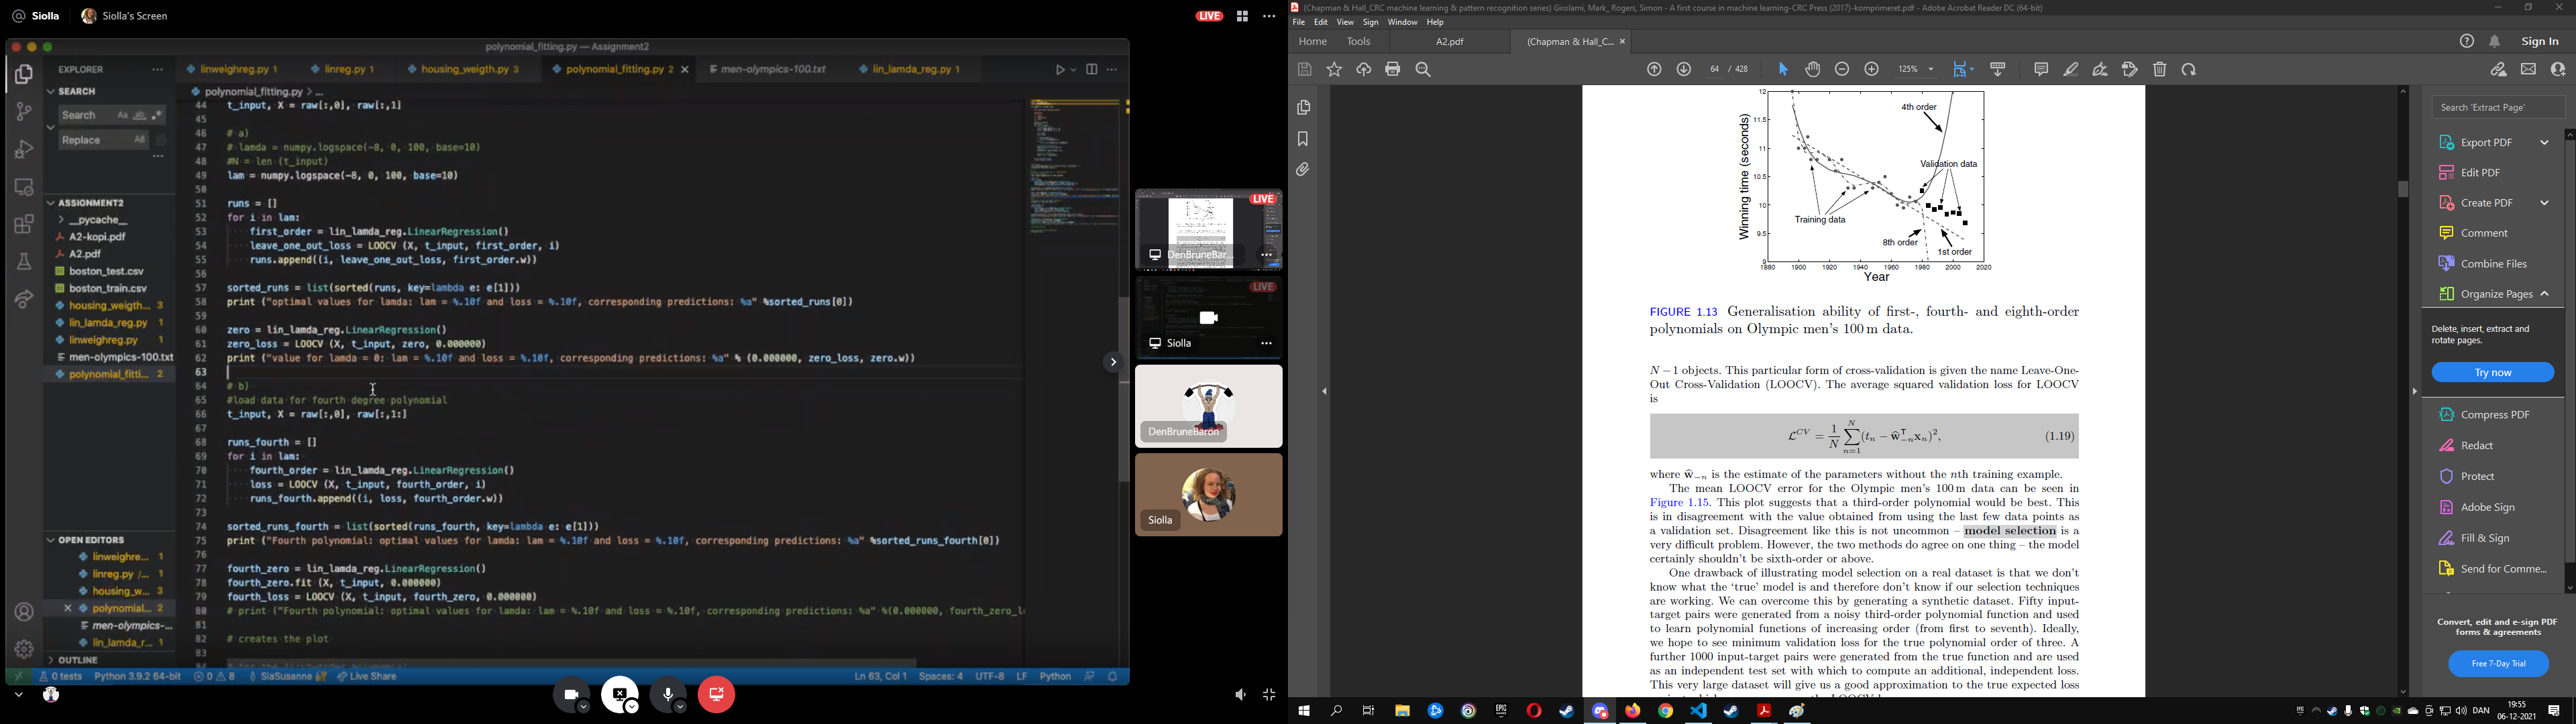 Siolla
Siolla's Screen
LIVE
polynomial_fitting.py — Assignment2
EXPLORER
linweighreg.py 1
linreg.py 1
housing_weigth.py 3
polynomial_fitting.py 2
men-olympics-100.txt
lin_lamda_reg.py 1
SEARCH
Search
Replace
ASSIGNMENT2
__pycache__
A2-kopi.pdf
A2.pdf
boston_test.csv
boston_train.csv
housing_weigth... 3
lin_lamda_reg.py 1
linweighreg.py 1
linreg.py 1
men-olympics-100.txt
polynomial_fitti... 2
OPEN EDITORS
linweighre... 1
linreg.py /... 1
housing_w... 3
polynomial... 2
men-olympics-...
lin_lamda_r... 1
OUTLINE
polynomial_fitting.py > ...
44 t_input, X = raw[:,0], raw[:,1]
45
46 # a)
47 # lamda = numpy.logspace(-8, 0, 100, base=10)
48 #N = len (t_input)
49 lam = numpy.logspace(-8, 0, 100, base=10)
50
51 runs = []
52 for i in lam:
53 first_order = lin_lamda_reg.LinearRegression()
54 leave_one_out_loss = LOOCV (X, t_input, first_order, i)
55 runs.append((i, leave_one_out_loss, first_order.w))
56
57 sorted_runs = list(sorted(runs, key=lambda e: e[1]))
58 print ("optimal values for lamda: lam = %.10f and loss = %.10f, corresponding predictions: %a" %sorted_runs[0])
59
60 zero = lin_lamda_reg.LinearRegression()
61 zero_loss = LOOCV (X, t_input, zero, 0.000000)
62 print ("value for lamda = 0: lam = %.10f and loss = %.10f, corresponding predictions: %a" % (0.000000, zero_loss, zero.w))
63
64 # b)
65 #load data for fourth degree polynomial
66 t_input, X = raw[:,0], raw[:,1:]
67
68 runs_fourth = []
69 for i in lam:
70 fourth_order = lin_lamda_reg.LinearRegression()
71 loss = LOOCV (X, t_input, fourth_order, i)
72 runs_fourth.append((i, loss, fourth_order.w))
73
74 sorted_runs_fourth = list(sorted(runs_fourth, key=lambda e: e[1]))
75 print ("Fourth polynomial: optimal values for lamda: lam = %.10f and loss = %.10f, corresponding predictions: %a" %sorted_runs_fourth[0])
76
77 fourth_zero = lin_lamda_reg.LinearRegression()
78 fourth_zero.fit (X, t_input, 0.000000)
79 fourth_loss = LOOCV (X, t_input, fourth_zero, 0.000000)
80 # print ("Fourth polynomial: optimal values for lamda: lam = %.10f and loss = %.10f, corresponding predictions: %a" %(0.000000, fourth_zero_l
81
82 # creates the plot
83
0 tests
Python 3.9.2 64-bit
0 8
SiaSusanne
Live Share
Ln 63, Col 1
Spaces: 4
UTF-8
LF
Python
LIVE
DenBruneBar...
LIVE
Siolla
DenBruneBaron
Siolla
(Chapman & Hall_CRC machine learning & pattern recognition series) Girolami, Mark_ Rogers, Simon - A first course in machine learning-CRC Press (2017)-komprimeret.pdf - Adobe Acrobat Reader DC (64-bit)
File Edit View Sign Window Help
Home
Tools
A2.pdf
(Chapman & Hall_C...
Sign In
64 / 428
125%
12
11.5
11
10.5
10
9.5
9
1880 1900 1920 1940 1960 1980 2000 2020
Winning time (seconds)
Year
4th order
Validation data
Training data
8th order
1st order
FIGURE 1.13 Generalisation ability of first-, fourth- and eighth-order
polynomials on Olympic men's 100 m data.
N − 1 objects. This particular form of cross-validation is given the name Leave-One-
Out Cross-Validation (LOOCV). The average squared validation loss for LOOCV
is
ℒ^{CV} = \frac{1}{N} \sum_{n=1}^{N} (t_n − ŵ_{−n}^T x_n)^2, (1.19)
where ŵ₋ₙ is the estimate of the parameters without the nth training example.
The mean LOOCV error for the Olympic men's 100 m data can be seen in
Figure 1.15. This plot suggests that a third-order polynomial would be best. This
is in disagreement with the value obtained from using the last few data points as
a validation set. Disagreement like this is not uncommon – model selection is a
very difficult problem. However, the two methods do agree on one thing – the model
certainly shouldn't be sixth-order or above.
One drawback of illustrating model selection on a real dataset is that we don't
know what the 'true' model is and therefore don't know if our selection techniques
are working. We can overcome this by generating a synthetic dataset. Fifty input-
target pairs were generated from a noisy third-order polynomial function and used
to learn polynomial functions of increasing order (from first to seventh). Ideally,
we hope to see minimum validation loss for the true polynomial order of three. A
further 1000 input-target pairs were generated from the true function and are used
as an independent test set with which to compute an additional, independent loss.
This very large dataset will give us a good approximation to the true expected loss
Search 'Extract Page'
Export PDF
Edit PDF
Create PDF
Comment
Combine Files
Organize Pages
Delete, insert, extract and
rotate pages.
Try now
Compress PDF
Redact
Protect
Adobe Sign
Fill & Sign
Send for Comme...
Convert, edit and e-sign PDF
forms & agreements
Free 7-Day Trial
EPIC
DAN
19:55
06-12-2021